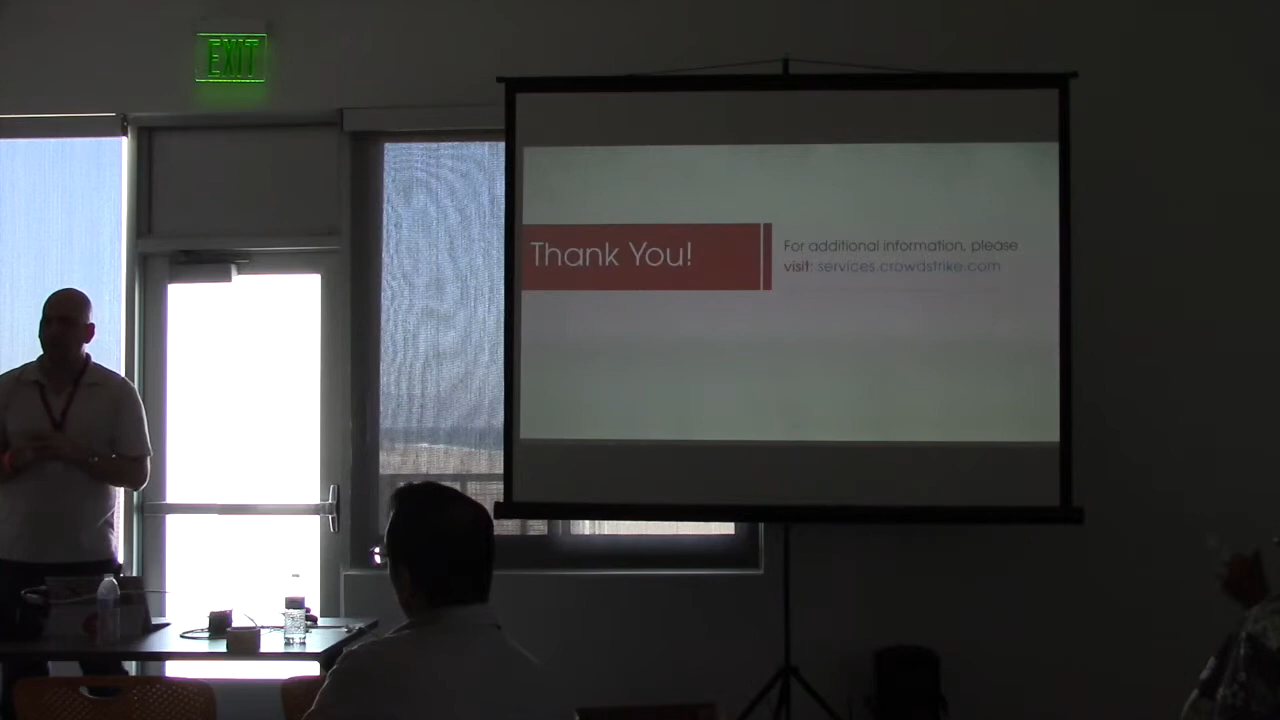 EXIT
Thank You!
For additional information, please
visit: services.crowdstrike.com